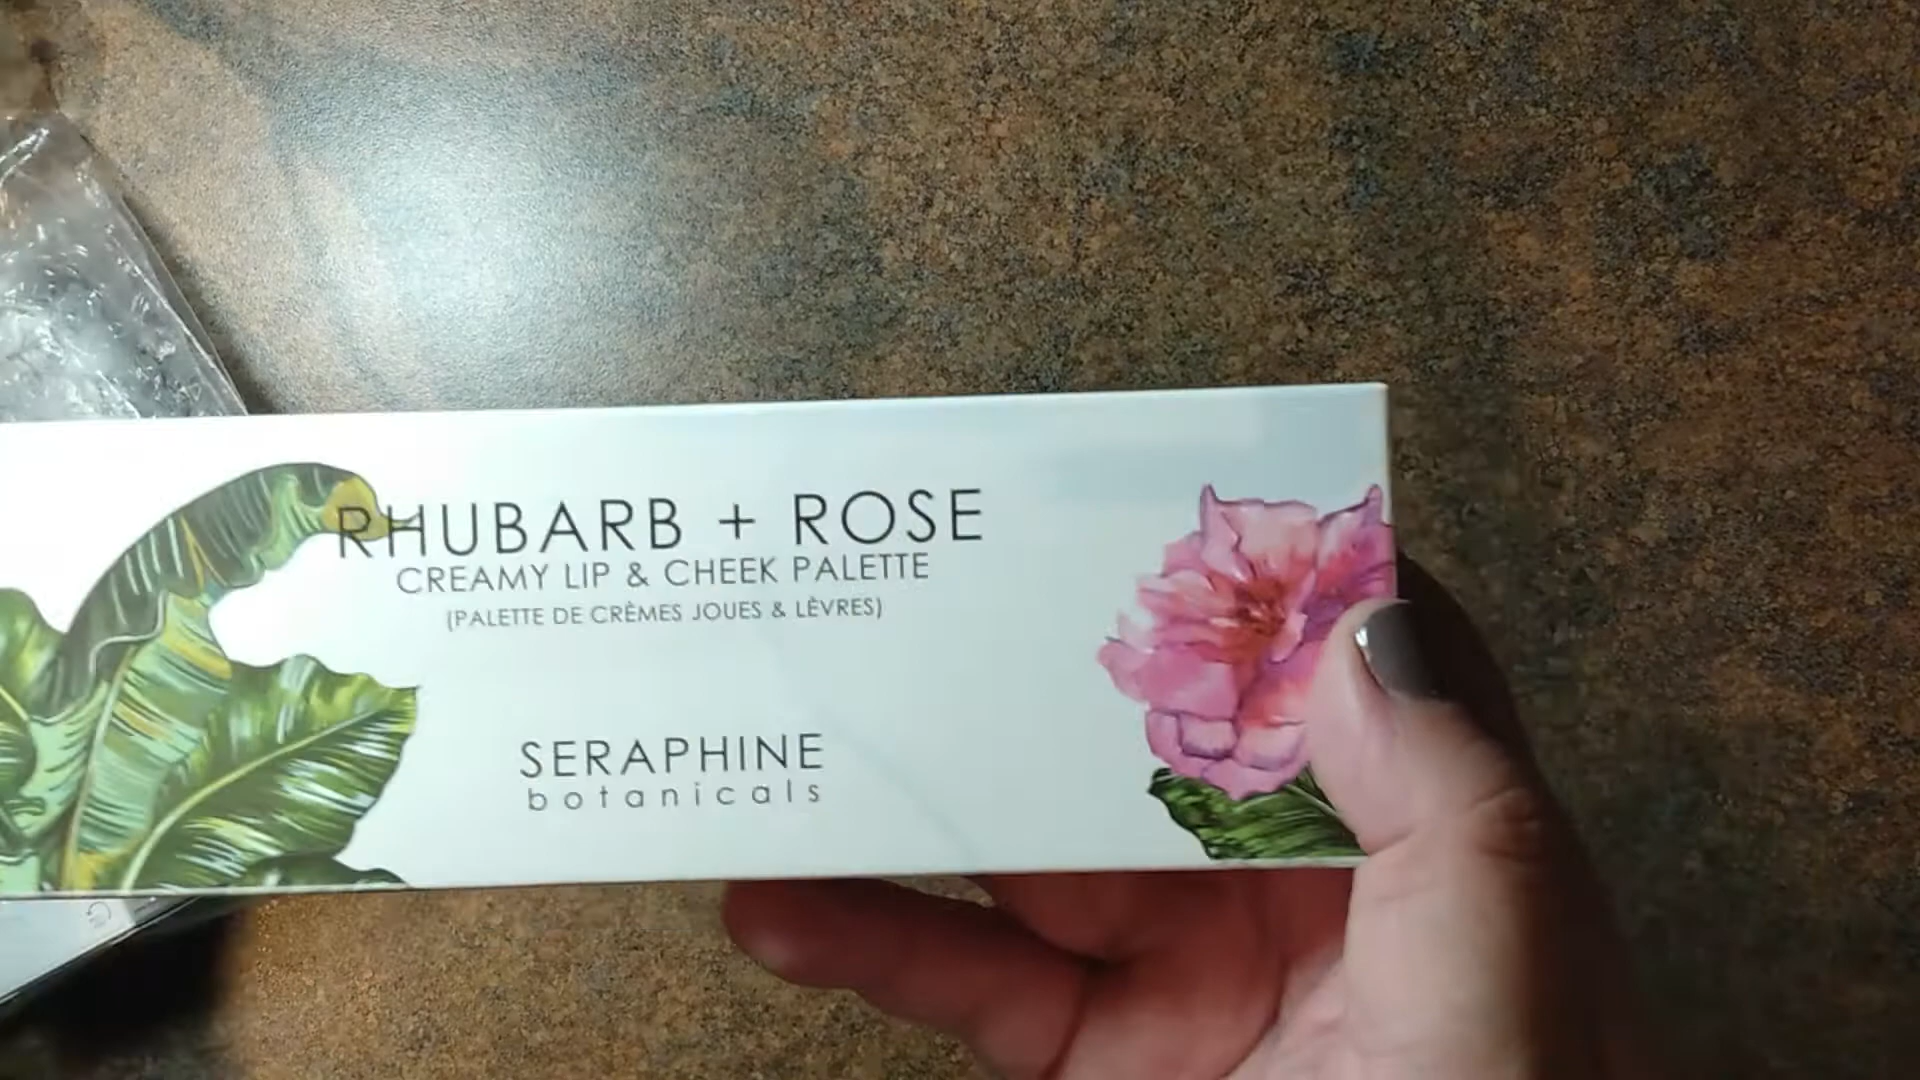 RHUBARB + ROSE
CREAMY LIP & CHEEK PALETTE
(PALETTE DE CRÈMES JOUES & LÈVRES)
SERAPHINE
botanicals